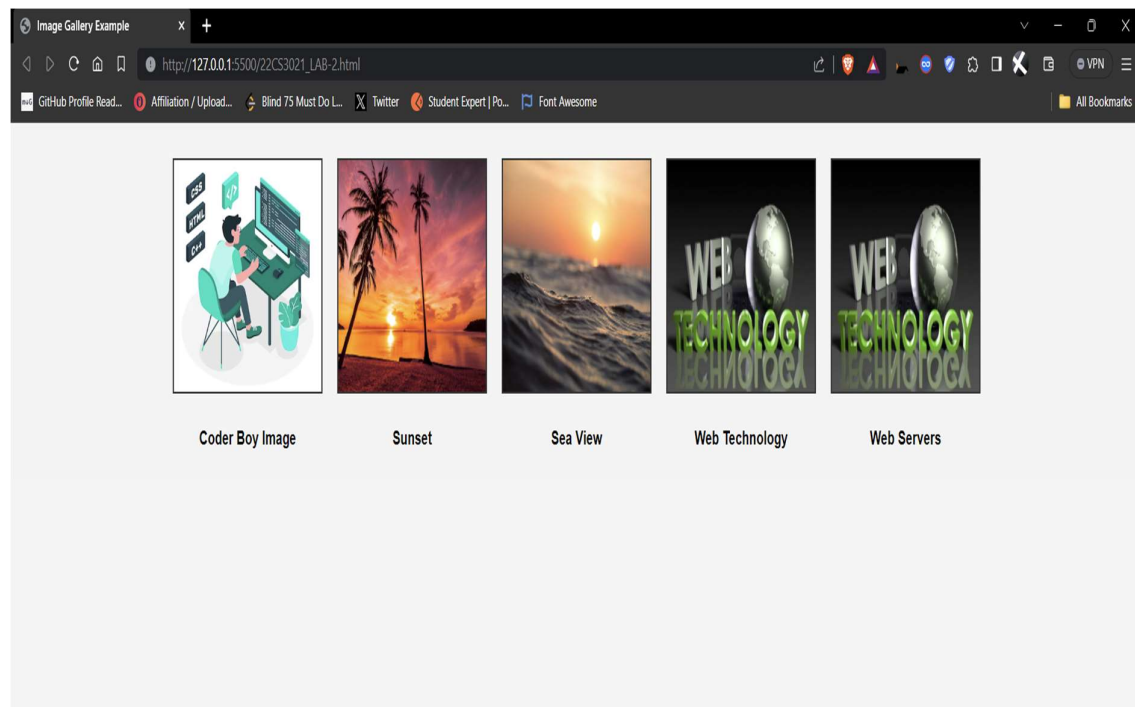 Image Gallery Example
http://127.0.0.1:5500/22CS3021_LAB-2.html
VPN
GitHub Profile Read... Affiliation / Upload... Blind 75 Must Do L... Twitter Student Expert | Po... Font Awesome All Bookmarks
CSS
HTML
C++
</>
WEB
TECHNOLOGY
WEB
TECHNOLOGY
Coder Boy Image Sunset Sea View Web Technology Web Servers